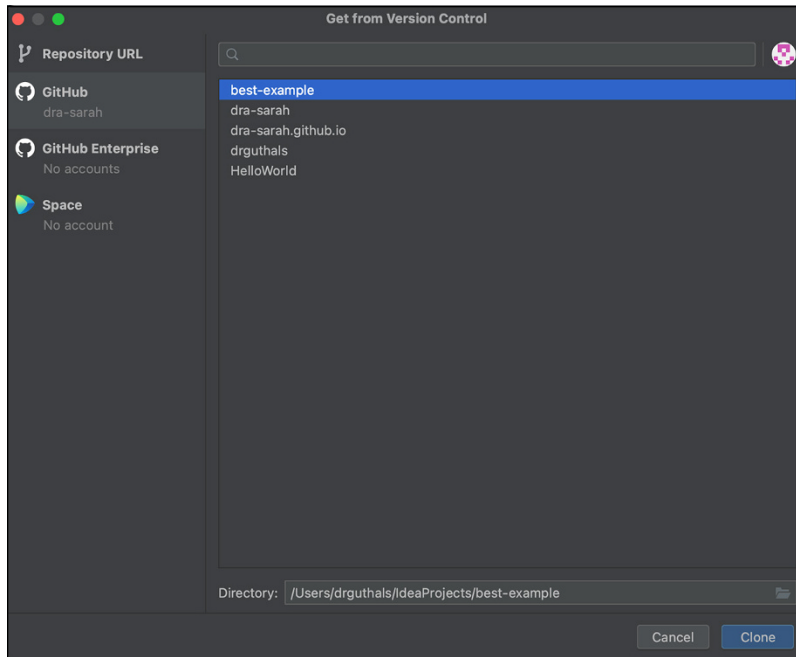 Get from Version Control
Repository URL
GitHub
dra-sarah
GitHub Enterprise
No accounts
Space
No account
best-example
dra-sarah
dra-sarah.github.io
drguthals
HelloWorld
Directory: /Users/drguthals/IdeaProjects/best-example
Cancel Clone